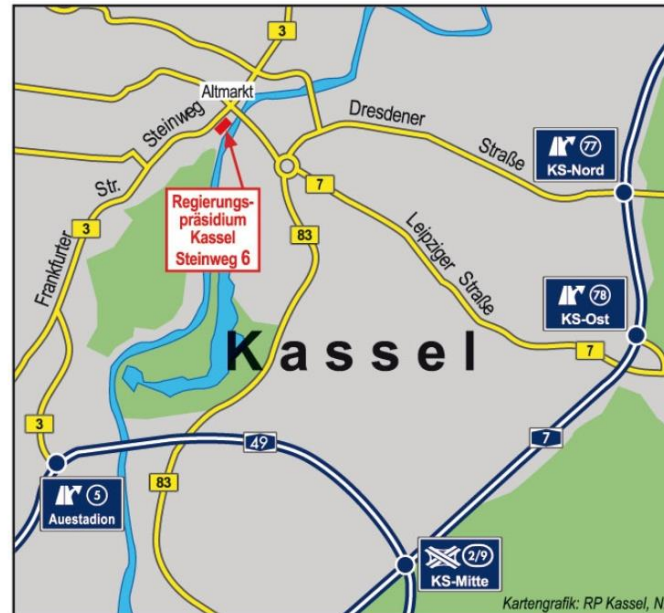 3
Altmarkt
Steinweg
Dresdener
Straße
77
KS-Nord
Str.
Regierungs-
präsidium
Kassel
Steinweg 6
7
3
83
Frankfurter
Leipziger
Straße
78
KS-Ost
Kassel
7
3
49
7
83
5
Auestadion
2/9
KS-Mitte
Kartengrafik: RP Kassel, N